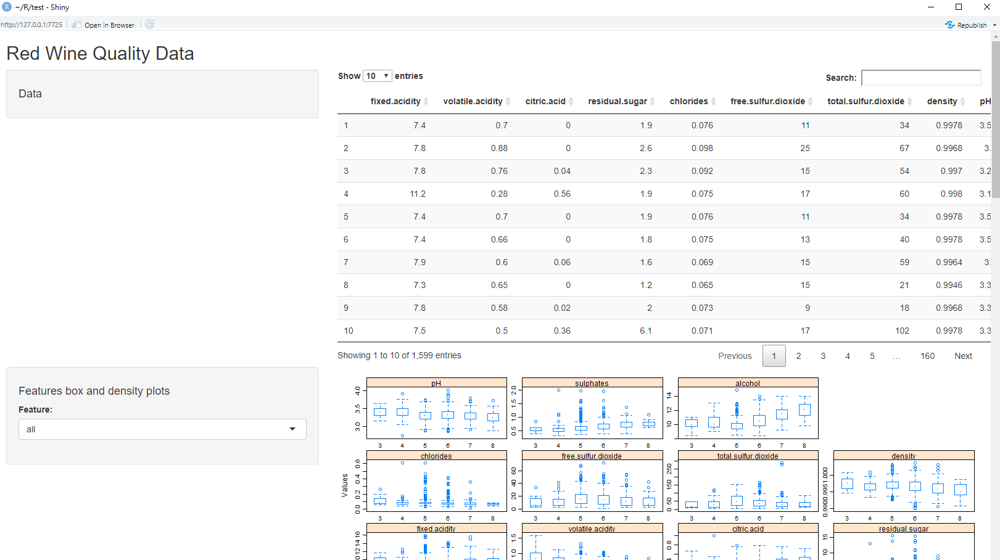 ~/R/test - Shiny
http://127.0.0.1:7725 Open in Browser Republish
Red Wine Quality Data
Data
Show 10 entries Search:
fixed.acidity volatile.acidity citric.acid residual.sugar chlorides free.sulfur.dioxide total.sulfur.dioxide density pH
1 7.4 0.7 0 1.9 0.076 11 34 0.9978 3.5
2 7.8 0.88 0 2.6 0.098 25 67 0.9968 3.
3 7.8 0.76 0.04 2.3 0.092 15 54 0.997 3.2
4 11.2 0.28 0.56 1.9 0.075 17 60 0.998 3.1
5 7.4 0.7 0 1.9 0.076 11 34 0.9978 3.5
6 7.4 0.66 0 1.8 0.075 13 40 0.9978 3.5
7 7.9 0.6 0.06 1.6 0.069 15 59 0.9964 3.
8 7.3 0.65 0 1.2 0.065 15 21 0.9946 3.3
9 7.8 0.58 0.02 2 0.073 9 18 0.9968 3.3
10 7.5 0.5 0.36 6.1 0.071 17 102 0.9978 3.3
Showing 1 to 10 of 1,599 entries Previous 1 2 3 4 5 … 160 Next
Features box and density plots
Feature:
all
pH sulphates alcohol
3.0 3.5 4.0
0.5 1.0 1.5 2.0
10 12 14
3 4 5 6 7 8 3 4 5 6 7 8 3 4 5 6 7 8
chlorides free.sulfur.dioxide total.sulfur.dioxide density
Values
0.0 0.2 0.4 0.6
0 20 40 60
0 50 150 250
0.990 0.995 1.000
3 4 5 6 7 8 3 4 5 6 7 8 3 4 5 6 7 8 3 4 5 6 7 8
fixed.acidity volatile.acidity citric.acid residual.sugar
12 14 16
1.0 1.5
0.8
10 15